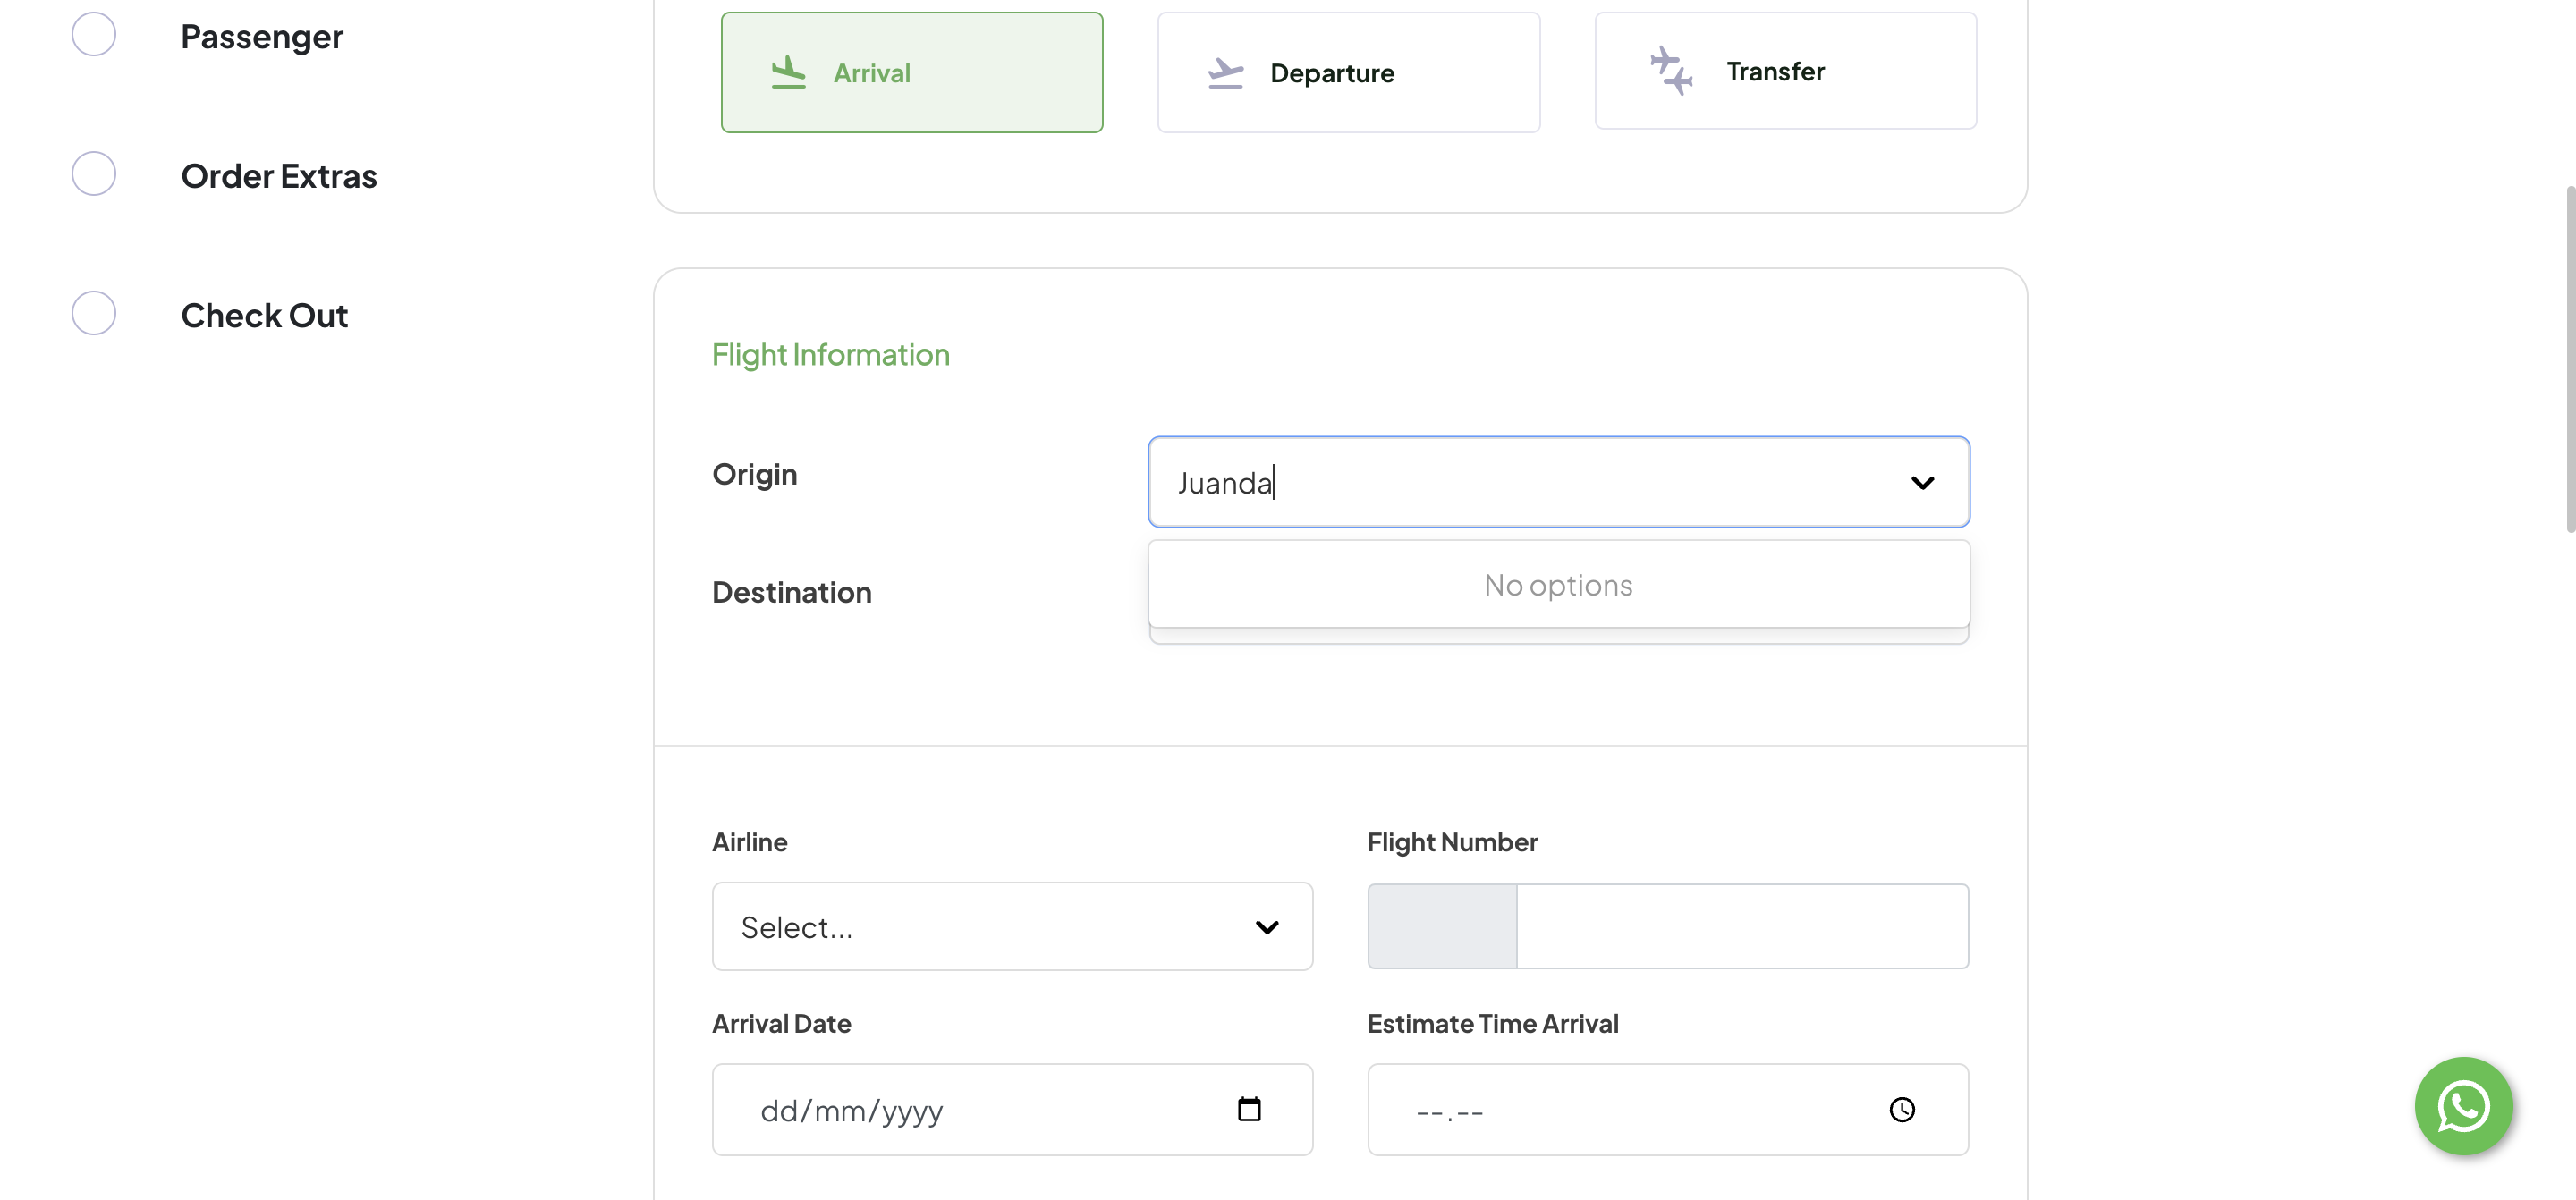 Passenger
Order Extras
Check Out
Arrival
Departure
Transfer
Flight Information
Origin
Juanda
Destination
No options
Airline
Flight Number
Select...
Arrival Date
Estimate Time Arrival
dd/mm/yyyy
--.--